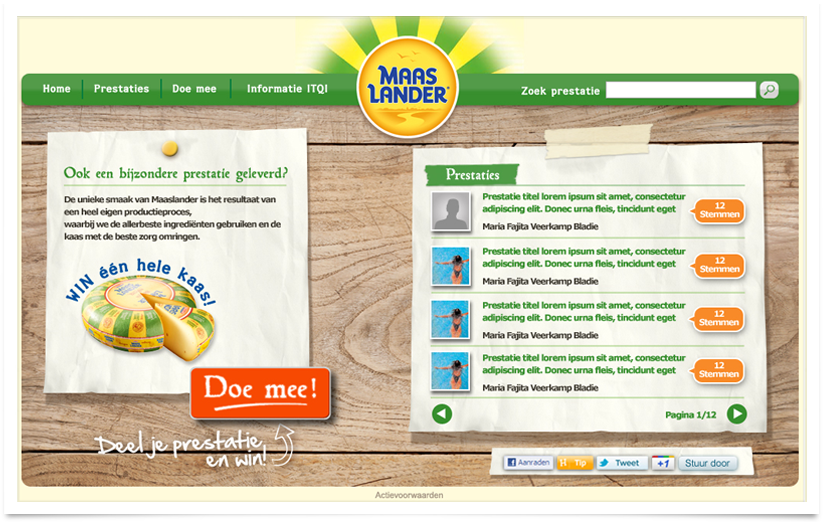 Home
Prestaties
Doe mee
Informatie ITQI
MAAS
LANDER
Zoek prestatie
Ook een bijzondere prestatie geleverd?
De unieke smaak van Maaslander is het resultaat van
een heel eigen productieproces,
waarbij we de allerbeste ingrediënten gebruiken en de
kaas met de beste zorg omringen.
WIN één hele kaas!
MAAS
LANDER
Doe mee!
Deel je prestatie,
en win!
Prestaties
Prestatie titel lorem ipsum sit amet, consectetur
adipiscing elit. Donec urna fleis, tincidunt eget
Maria Fajita Veerkamp Bladie
12
Stemmen
Prestatie titel lorem ipsum sit amet, consectetur
adipiscing elit. Donec urna fleis, tincidunt eget
Maria Fajita Veerkamp Bladie
12
Stemmen
Prestatie titel lorem ipsum sit amet, consectetur
adipiscing elit. Donec urna fleis, tincidunt eget
Maria Fajita Veerkamp Bladie
12
Stemmen
Prestatie titel lorem ipsum sit amet, consectetur
adipiscing elit. Donec urna fleis, tincidunt eget
Maria Fajita Veerkamp Bladie
12
Stemmen
Pagina 1/12
Aanraden
H Tip
Tweet
+1
Stuur door
Actievoorwaarden